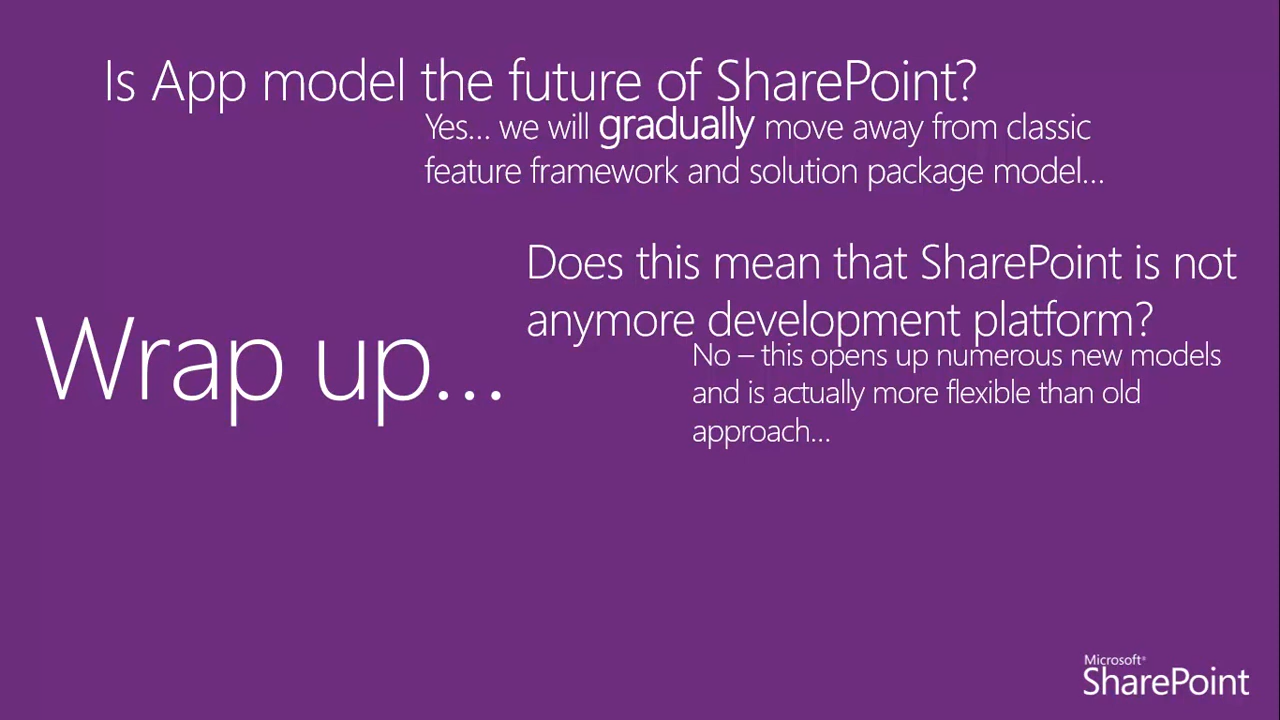 Is App model the future of SharePoint?
Yes... we will gradually move away from classic
feature framework and solution package model...
Does this mean that SharePoint is not
anymore development platform?
No – this opens up numerous new models
and is actually more flexible than old
approach...
Wrap up...
Microsoft®
SharePoint